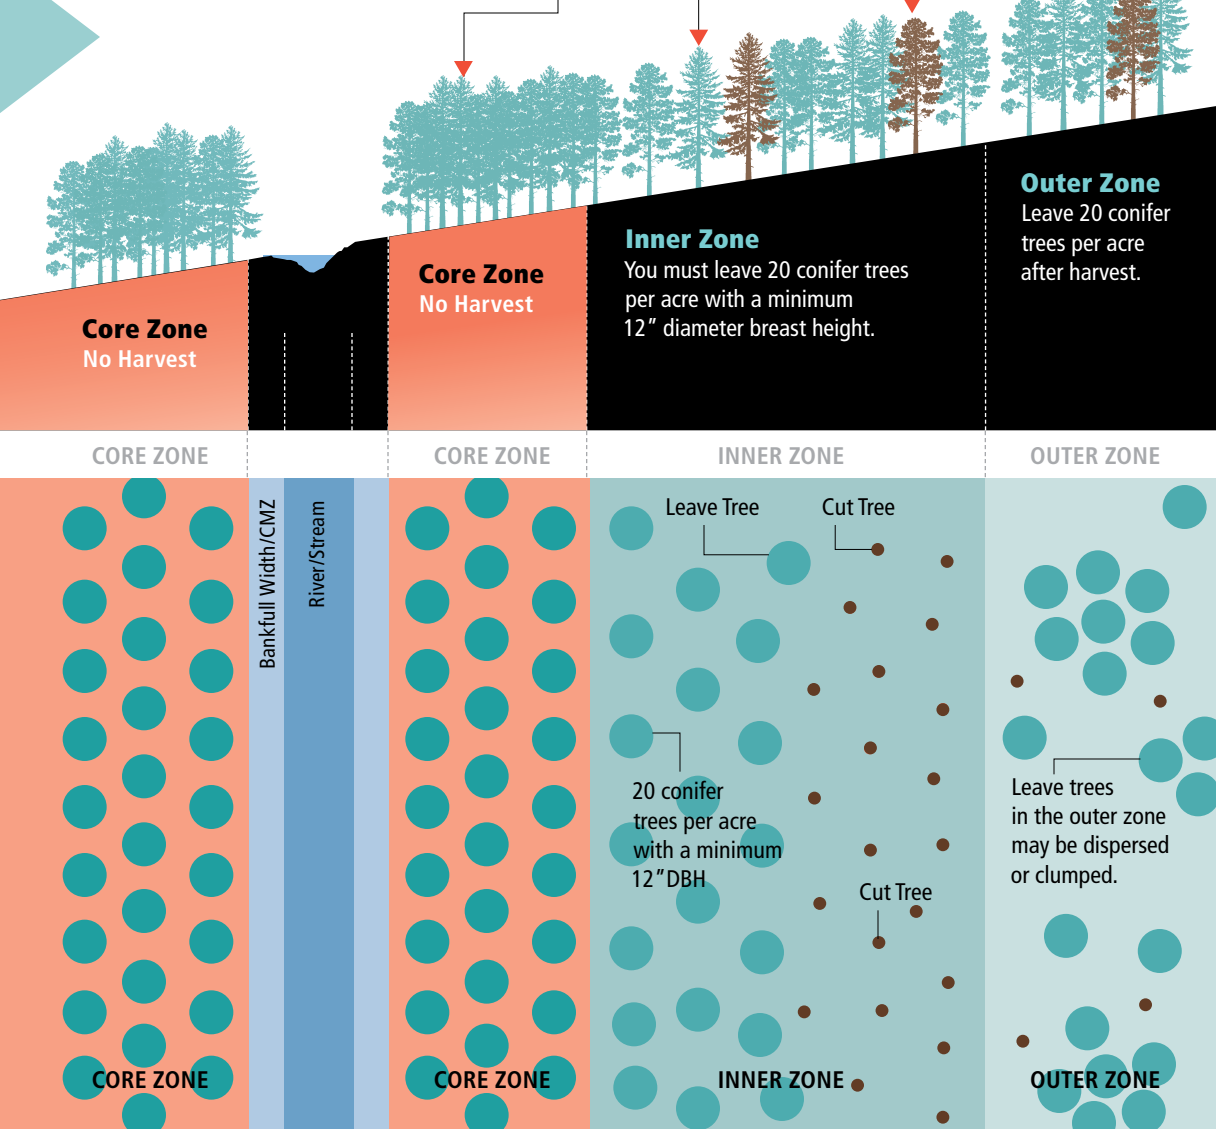 Outer Zone
Leave 20 conifer
trees per acre
after harvest.
Inner Zone
You must leave 20 conifer trees
per acre with a minimum
12” diameter breast height.
Core Zone
No Harvest
Core Zone
No Harvest
CORE ZONE
CORE ZONE
INNER ZONE
OUTER ZONE
Bankfull Width/CMZ
River/Stream
Leave Tree
Cut Tree
20 conifer
trees per acre
with a minimum
12”DBH
Leave trees
in the outer zone
may be dispersed
or clumped.
Cut Tree
CORE ZONE
CORE ZONE
INNER ZONE
OUTER ZONE